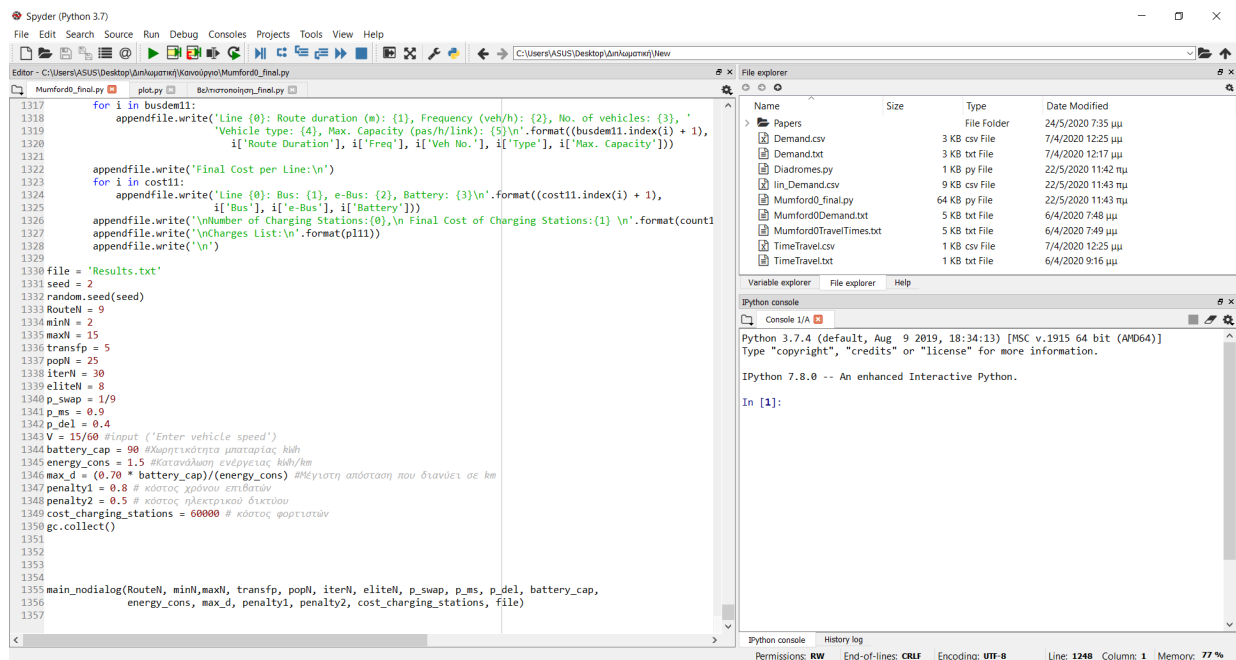 Spyder (Python 3.7)
File Edit Search Source Run Debug Consoles Projects Tools View Help
C:\Users\ASUS\Desktop\Διπλωματική\New
Editor - C:\Users\ASUS\Desktop\Διπλωματική\Καινούργιο\Mumford0_final.py
Mumford0_final.py plot.py Βελτιστοποίηση_final.py
1317 for i in busdem11:
1318 appendfile.write('Line {0}: Route duration (m): {1}, Frequency (veh/h): {2}, No. of vehicles: {3}, '
1319 'Vehicle type: {4}, Max. Capacity (pas/h/link): {5}\n'.format((busdem11.index(i) + 1),
1320 i['Route Duration'], i['Freq'], i['Veh No.'], i['Type'], i['Max. Capacity']))
1321
1322 appendfile.write('Final Cost per Line:\n')
1323 for i in cost11:
1324 appendfile.write('Line {0}: Bus: {1}, e-Bus: {2}, Battery: {3}\n'.format((cost11.index(i) + 1),
1325 i['Bus'], i['e-Bus'], i['Battery']))
1326 appendfile.write('\nNumber of Charging Stations:{0},\n Final Cost of Charging Stations:{1} \n'.format(count1
1327 appendfile.write('\nCharges List:\n'.format(pl11))
1328 appendfile.write('\n')
1329
1330 file = 'Results.txt'
1331 seed = 2
1332 random.seed(seed)
1333 RouteN = 9
1334 minN = 2
1335 maxN = 15
1336 transfp = 5
1337 popN = 25
1338 iterN = 30
1339 eliteN = 8
1340 p_swap = 1/9
1341 p_ms = 0.9
1342 p_del = 0.4
1343 V = 15/60 #input ('Enter vehicle speed')
1344 battery_cap = 90 #Χωρητικότητα μπαταρίας kWh
1345 energy_cons = 1.5 #Κατανάλωση ενέργειας kWh/km
1346 max_d = (0.70 * battery_cap)/(energy_cons) #Μέγιστη απόσταση που διανύει σε km
1347 penalty1 = 0.8 # κόστος χρόνου επιβατών
1348 penalty2 = 0.5 # κόστος ηλεκτρικού δικτύου
1349 cost_charging_stations = 60000 # κόστος φορτιστών
1350 gc.collect()
1351
1352
1353
1354
1355 main_nodialog(RouteN, minN,maxN, transfp, popN, iterN, eliteN, p_swap, p_ms, p_del, battery_cap,
1356 energy_cons, max_d, penalty1, penalty2, cost_charging_stations, file)
1357
File explorer
Name Size Type Date Modified
Papers File Folder 24/5/2020 7:35 μμ
Demand.csv 3 KB csv File 7/4/2020 12:25 μμ
Demand.txt 3 KB txt File 7/4/2020 12:17 μμ
Diadromes.py 1 KB py File 22/5/2020 11:42 πμ
lin_Demand.csv 9 KB csv File 22/5/2020 11:43 πμ
Mumford0_final.py 64 KB py File 22/5/2020 11:43 πμ
Mumford0Demand.txt 5 KB txt File 6/4/2020 7:48 μμ
Mumford0TravelTimes.txt 5 KB txt File 6/4/2020 7:49 μμ
TimeTravel.csv 1 KB csv File 7/4/2020 12:25 μμ
TimeTravel.txt 1 KB txt File 6/4/2020 9:16 μμ
Variable explorer File explorer Help
IPython console
Console 1/A
Python 3.7.4 (default, Aug 9 2019, 18:34:13) [MSC v.1915 64 bit (AMD64)]
Type "copyright", "credits" or "license" for more information.
IPython 7.8.0 -- An enhanced Interactive Python.
In [1]:
IPython console History log
Permissions: RW End-of-lines: CRLF Encoding: UTF-8 Line: 1248 Column: 1 Memory: 77 %